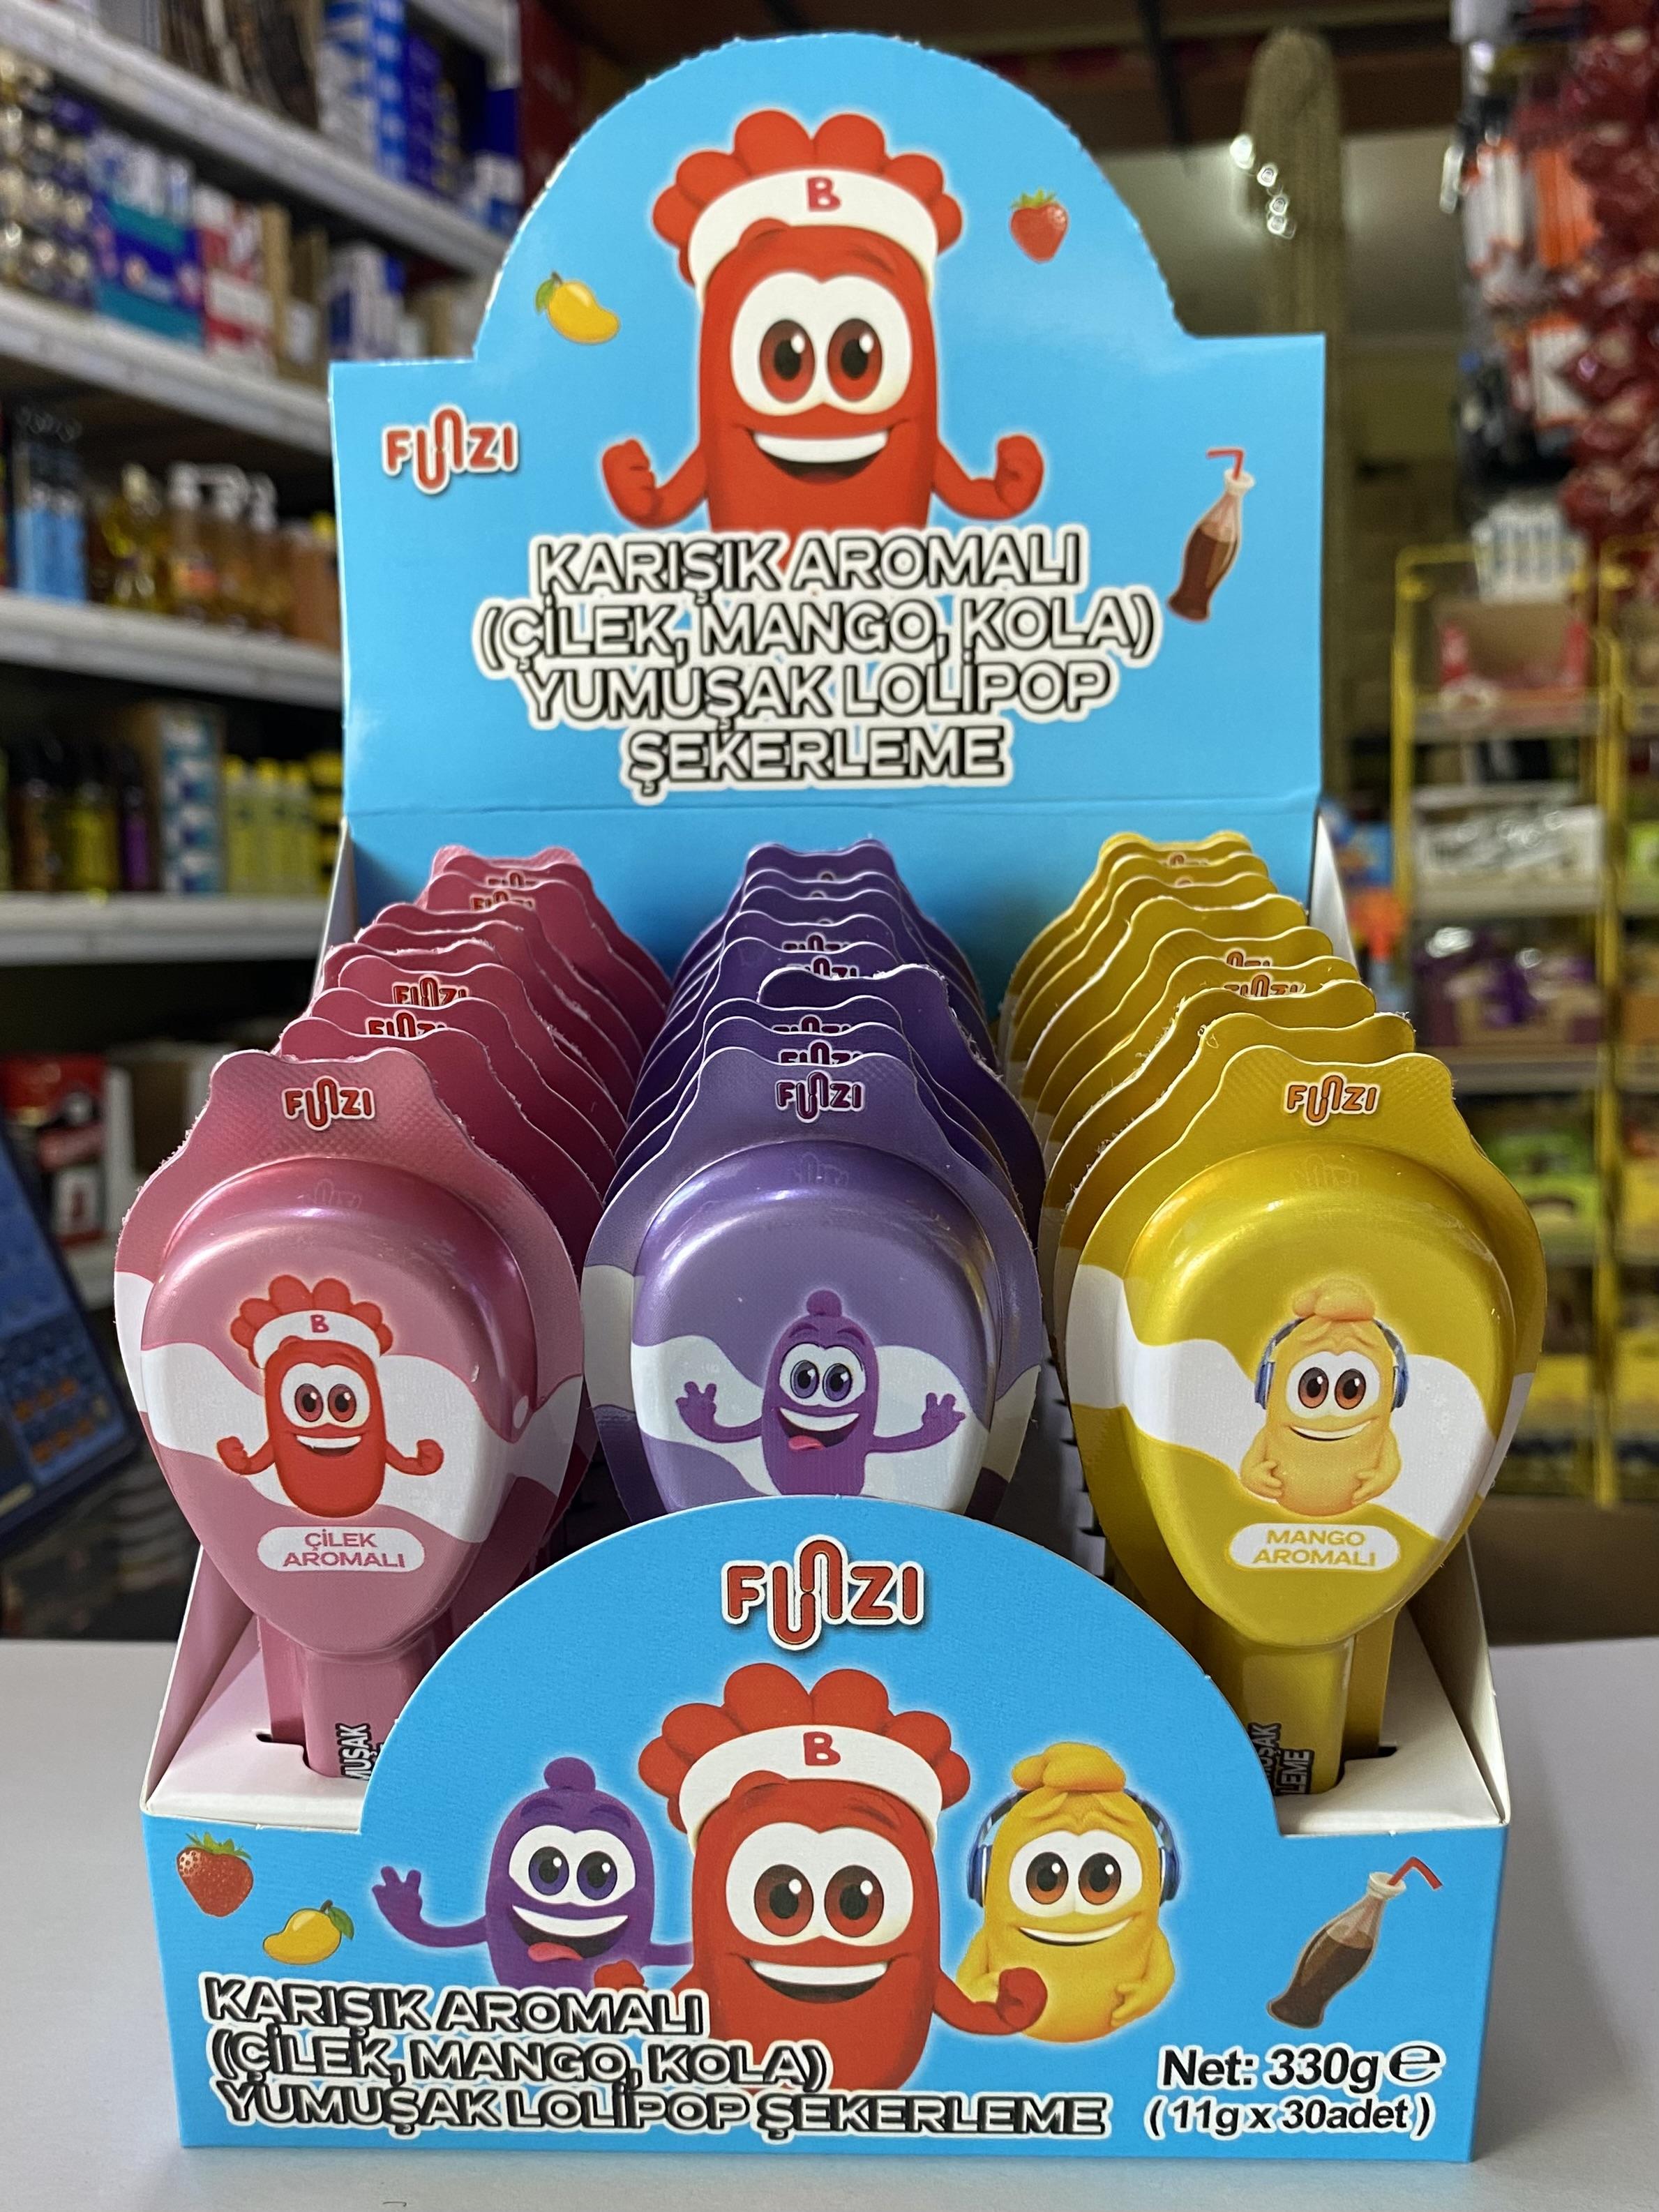 B
FUNZI
KARIŞIK AROMALI
(ÇİLEK, MANGO, KOLA)
YUMUŞAK LOLİPOP
ŞEKERLEME
FUNZI
FUNZI
FUNZI
B
ÇİLEK
AROMALI
MANGO
AROMALI
FUNZI
B
KARIŞIK AROMALI
(ÇİLEK, MANGO, KOLA)
YUMUŞAK LOLİPOP ŞEKERLEME
Net: 330g ℮
(11g x 30adet)